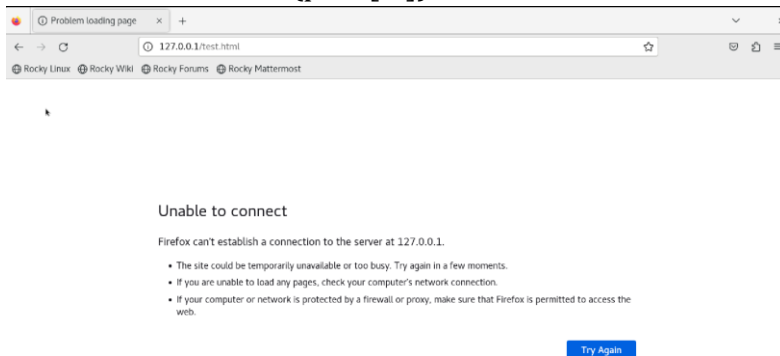 Problem loading page
127.0.0.1/test.html
Rocky Linux Rocky Wiki Rocky Forums Rocky Mattermost
Unable to connect
Firefox can't establish a connection to the server at 127.0.0.1.
• The site could be temporarily unavailable or too busy. Try again in a few moments.
• If you are unable to load any pages, check your computer's network connection.
• If your computer or network is protected by a firewall or proxy, make sure that Firefox is permitted to access the
web.
Try Again